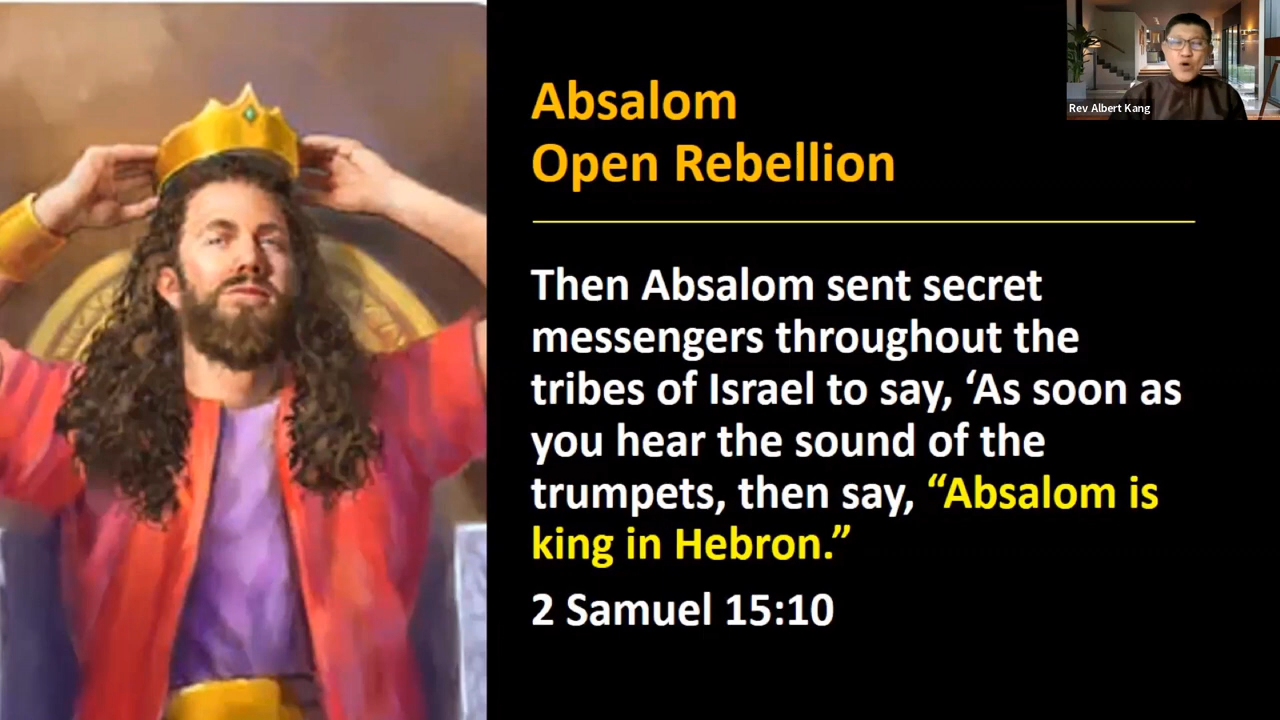 Absalom
Open Rebellion
Then Absalom sent secret
messengers throughout the
tribes of Israel to say, ‘As soon as
you hear the sound of the
trumpets, then say, “Absalom is
king in Hebron.”
2 Samuel 15:10
Rev Albert Kang